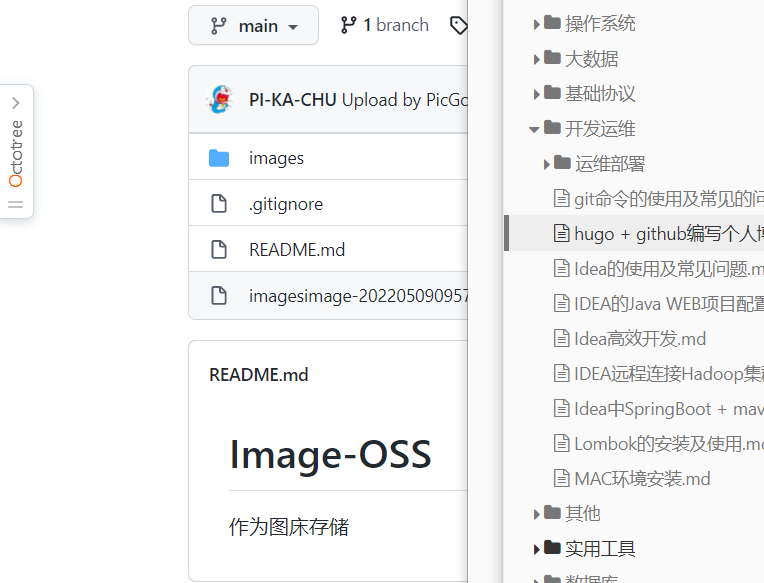 main
1 branch
Octotree
PI-KA-CHU Upload by PicGo
images
.gitignore
README.md
imagesimage-202205090957
README.md
Image-OSS
作为图床存储
操作系统
大数据
基础协议
开发运维
运维部署
git命令的使用及常见的问
hugo + github编写个人博
Idea的使用及常见问题.m
IDEA的Java WEB项目配置
Idea高效开发.md
IDEA远程连接Hadoop集群
Idea中SpringBoot + mav
Lombok的安装及使用.md
MAC环境安装.md
其他
实用工具
数据库